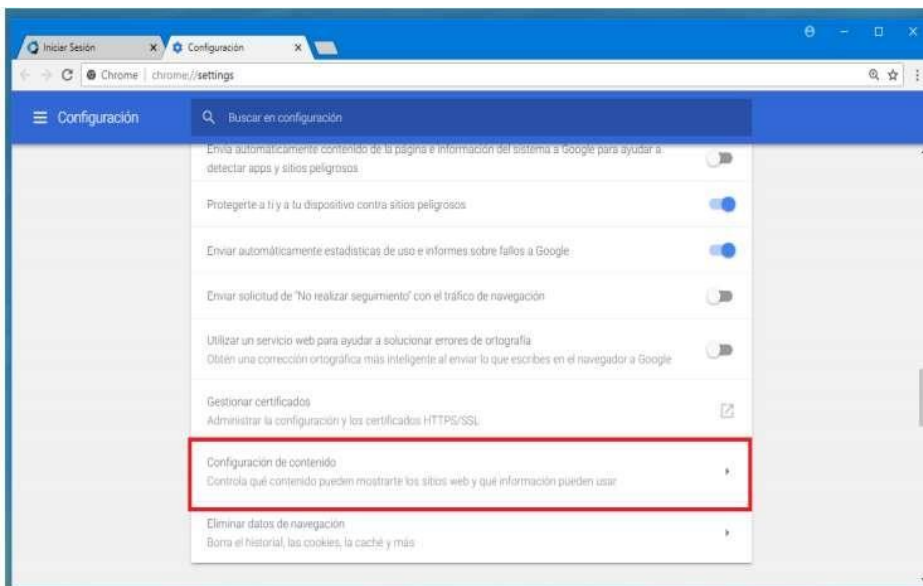 Iniciar Sesión
Configuración
Chrome
chrome://settings
Configuración
Buscar en configuración
Envía automáticamente contenido de la página e información del sistema a Google para ayudar a
detectar apps y sitios peligrosos
Protegerte a ti y a tu dispositivo contra sitios peligrosos
Enviar automáticamente estadísticas de uso e informes sobre fallos a Google
Enviar solicitud de "No realizar seguimiento" con el tráfico de navegación
Utilizar un servicio web para ayudar a solucionar errores de ortografía
Obtén una corrección ortográfica más inteligente al enviar lo que escribes en el navegador a Google
Gestionar certificados
Administrar la configuración y los certificados HTTPS/SSL
Configuración de contenido
Controla qué contenido pueden mostrarte los sitios web y qué información pueden usar
Eliminar datos de navegación
Borra el historial, las cookies, la caché y más